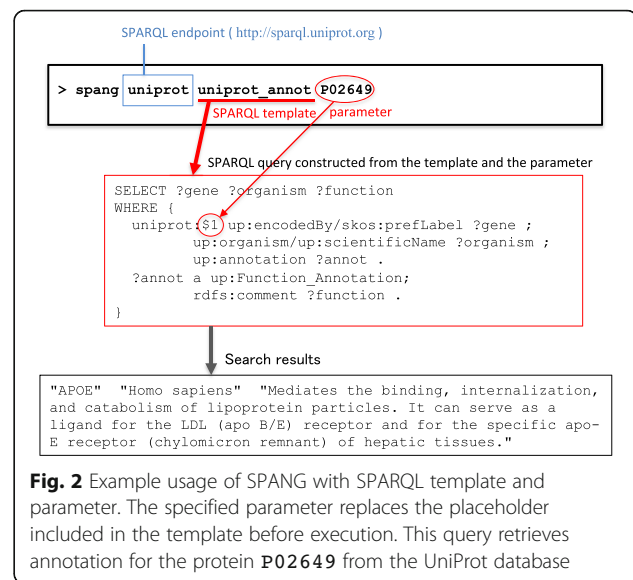 SPARQL endpoint ( http://sparql.uniprot.org )
> spang uniprot uniprot_annot P02649
SPARQL template parameter
SPARQL query constructed from the template and the parameter
SELECT ?gene ?organism ?function
WHERE {
uniprot:$1 up:encodedBy/skos:prefLabel ?gene ;
up:organism/up:scientificName ?organism ;
up:annotation ?annot .
?annot a up:Function_Annotation;
rdfs:comment ?function .
}
Search results
"APOE" "Homo sapiens" "Mediates the binding, internalization,
and catabolism of lipoprotein particles. It can serve as a
ligand for the LDL (apo B/E) receptor and for the specific apo-
E receptor (chylomicron remnant) of hepatic tissues."
Fig. 2 Example usage of SPANG with SPARQL template and
parameter. The specified parameter replaces the placeholder
included in the template before execution. This query retrieves
annotation for the protein P02649 from the UniProt database